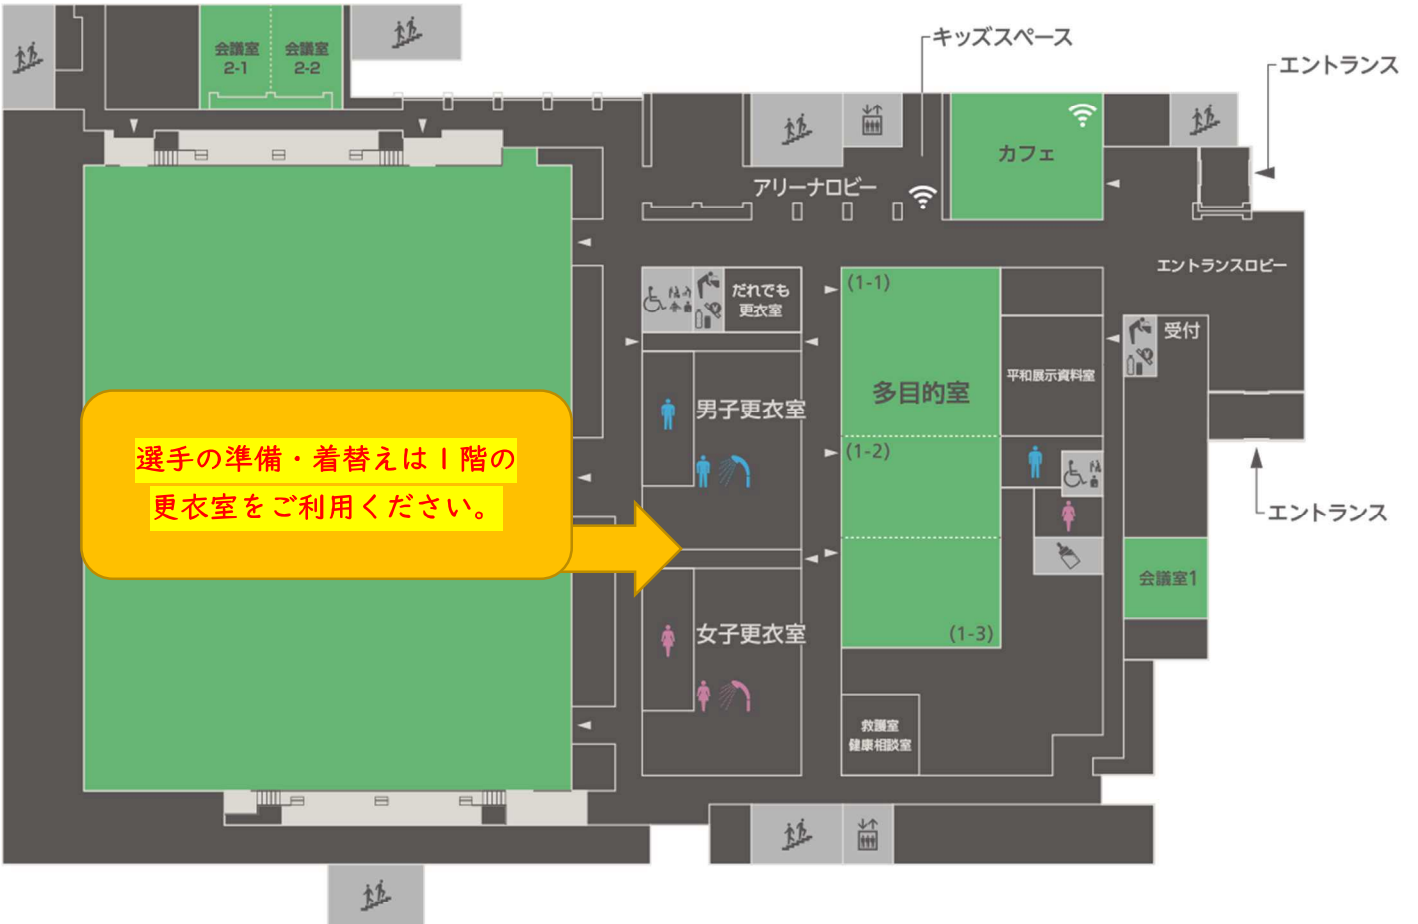 会議室
2-1
会議室
2-2
キッズスペース
エントランス
カフェ
アリーナロビー
エントランスロビー
だれでも
更衣室
(1-1)
受付
平和展示資料室
多目的室
男子更衣室
選手の準備・着替えは1階の
更衣室をご利用ください。
(1-2)
エントランス
会議室1
女子更衣室
(1-3)
救護室
健康相談室